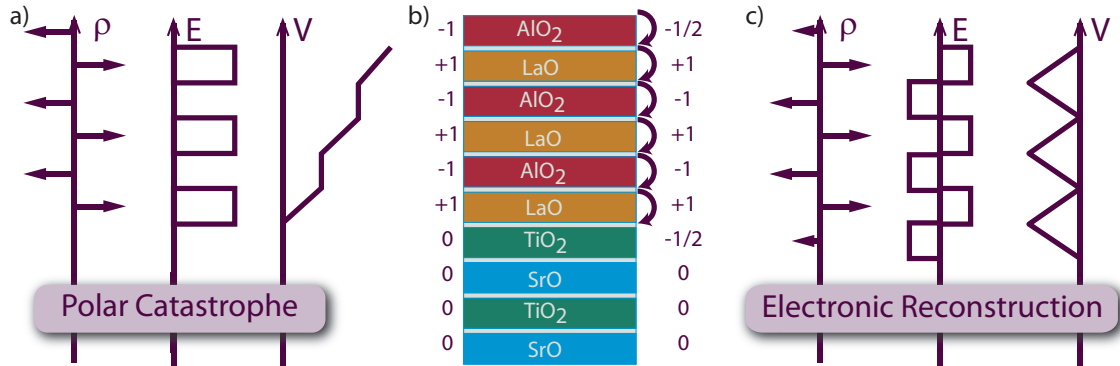 a)
ρ
E
V
Polar Catastrophe
b)
-1 AlO2 -1/2
+1 LaO +1
-1 AlO2 -1
+1 LaO +1
-1 AlO2 -1
+1 LaO +1
0 TiO2 -1/2
0 SrO 0
0 TiO2 0
0 SrO 0
c)
ρ
E
V
Electronic Reconstruction